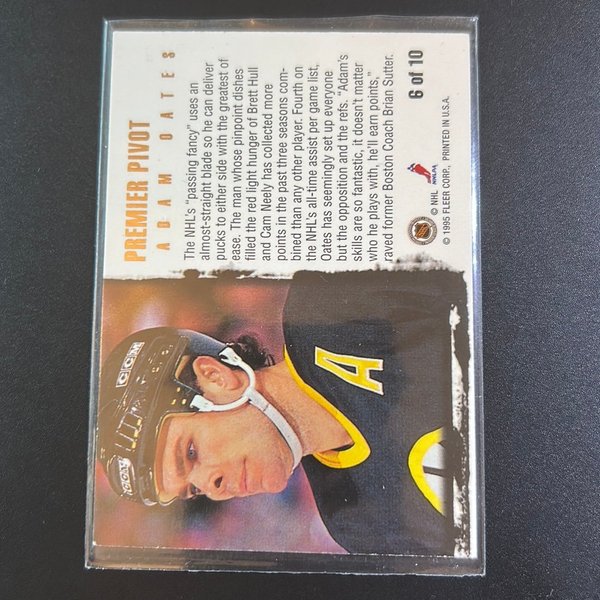 PREMIER PIVOT
ADAM OATES
The NHL's "passing fancy" uses an
almost-straight blade so he can deliver
pucks to either side with the greatest of
ease. The man whose pinpoint dishes
filled the red light hunger of Brett Hull
and Cam Neely has collected more
points in the past three seasons com-
bined than any other player. Fourth on
the NHL's all-time assist per game list,
Oates has seemingly set up everyone
but the opposition and the refs. "Adam's
skills are so fantastic, it doesn't matter
who he plays with, he'll earn points,"
raved former Boston Coach Brian Sutter.
© NHL
NHLPA
© 1995 FLEER CORP., PRINTED IN U.S.A.
6 of 10
CCM
CCM
A